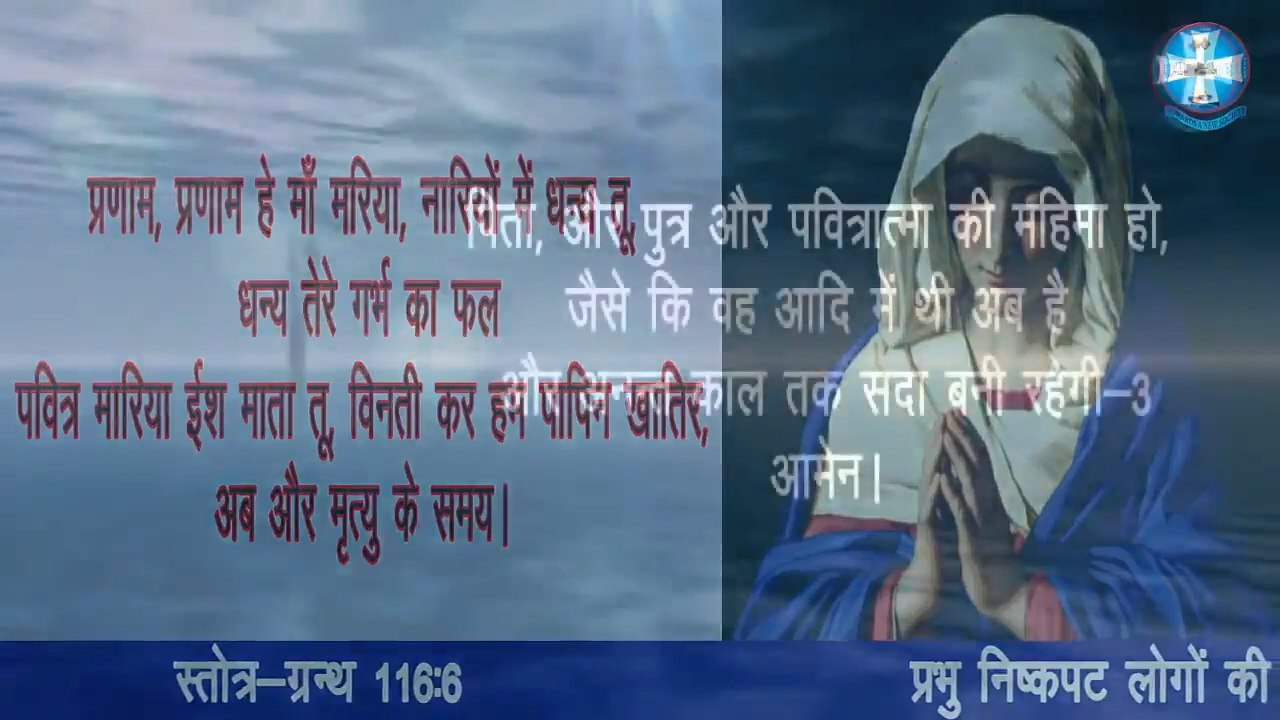 प्रणाम, प्रणाम हे माँ मरिया, नारियों में धन्य तू,
धन्य तेरे गर्भ का फल
पवित्र मारिया ईश माता तू, विनती कर हम पापिन खातिर,
अब और मृत्यु के समय।
पिता, और पुत्र और पवित्रात्मा की महिमा हो,
जैसे कि वह आदि में थी अब है
और अनन्त काल तक सदा बनी रहेगी–3
आमेन।
स्तोत्र–ग्रन्थ 116:6
प्रभु निष्कपट लोगों की